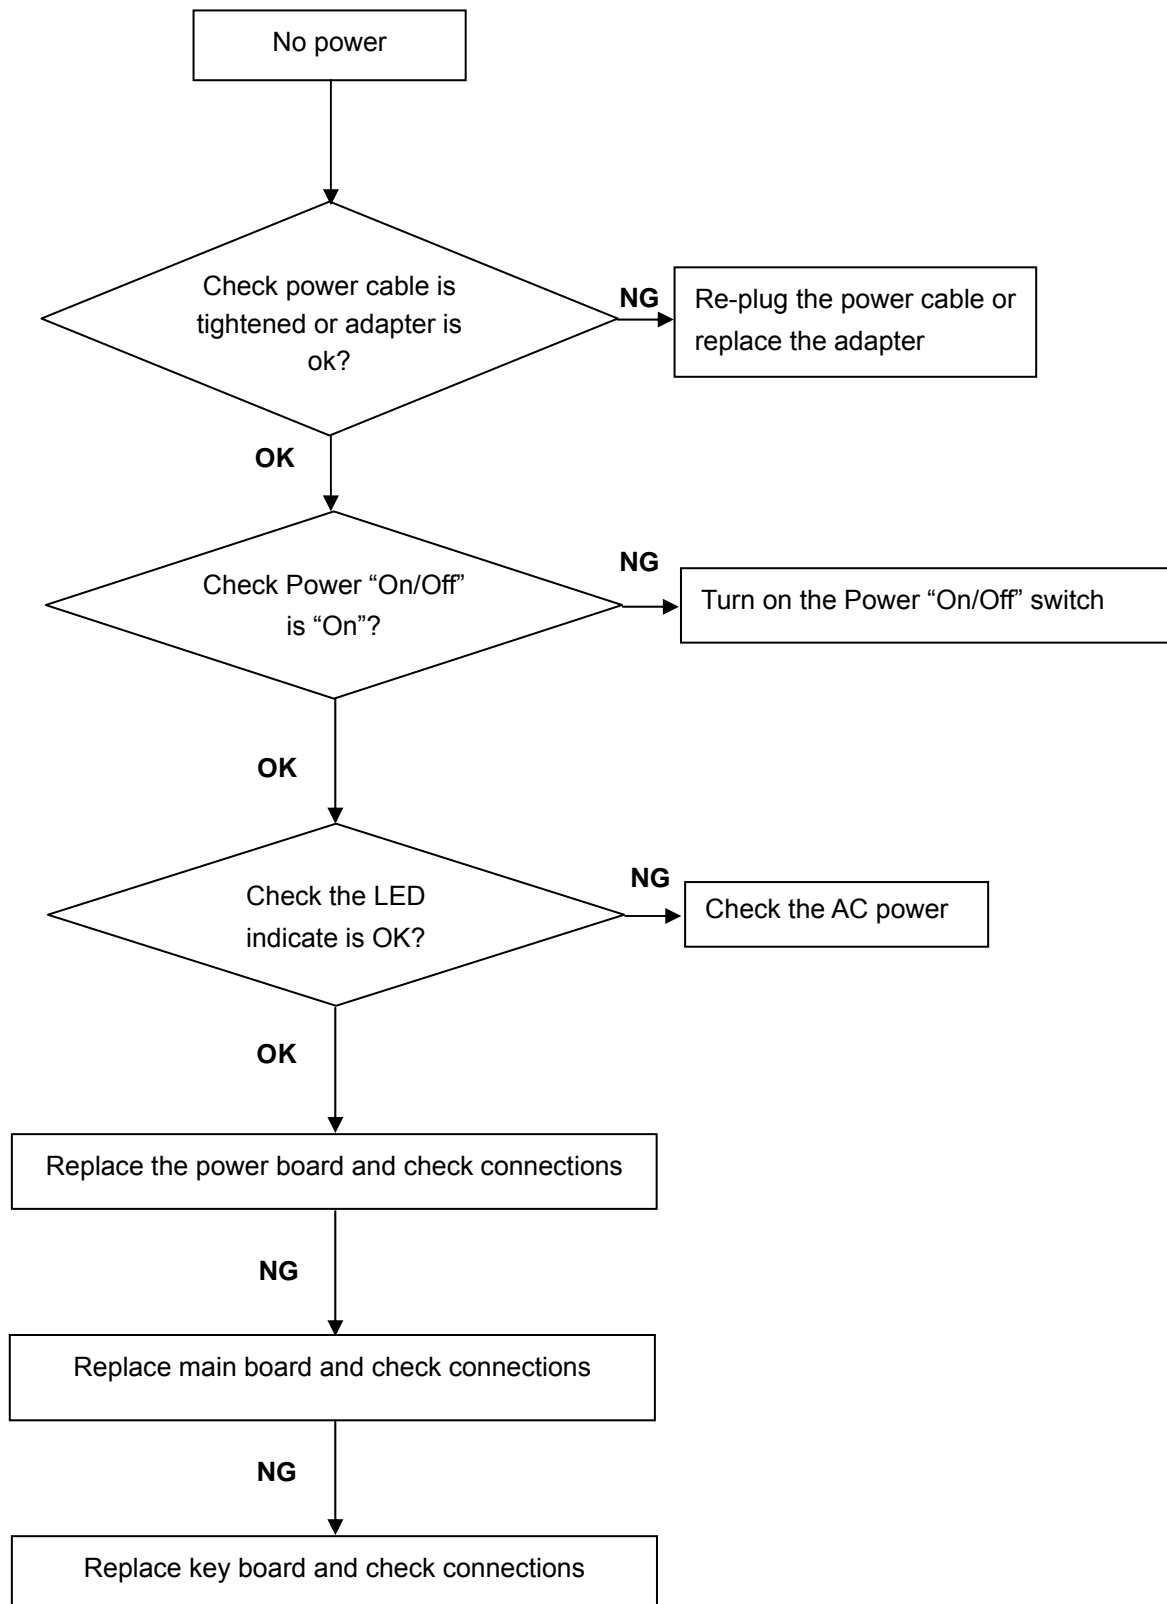 No power
Check power cable is
tightened or adapter is
ok?
NG
Re-plug the power cable or
replace the adapter
OK
Check Power “On/Off”
is “On”?
NG
Turn on the Power “On/Off” switch
OK
Check the LED
indicate is OK?
NG
Check the AC power
OK
Replace the power board and check connections
NG
Replace main board and check connections
NG
Replace key board and check connections